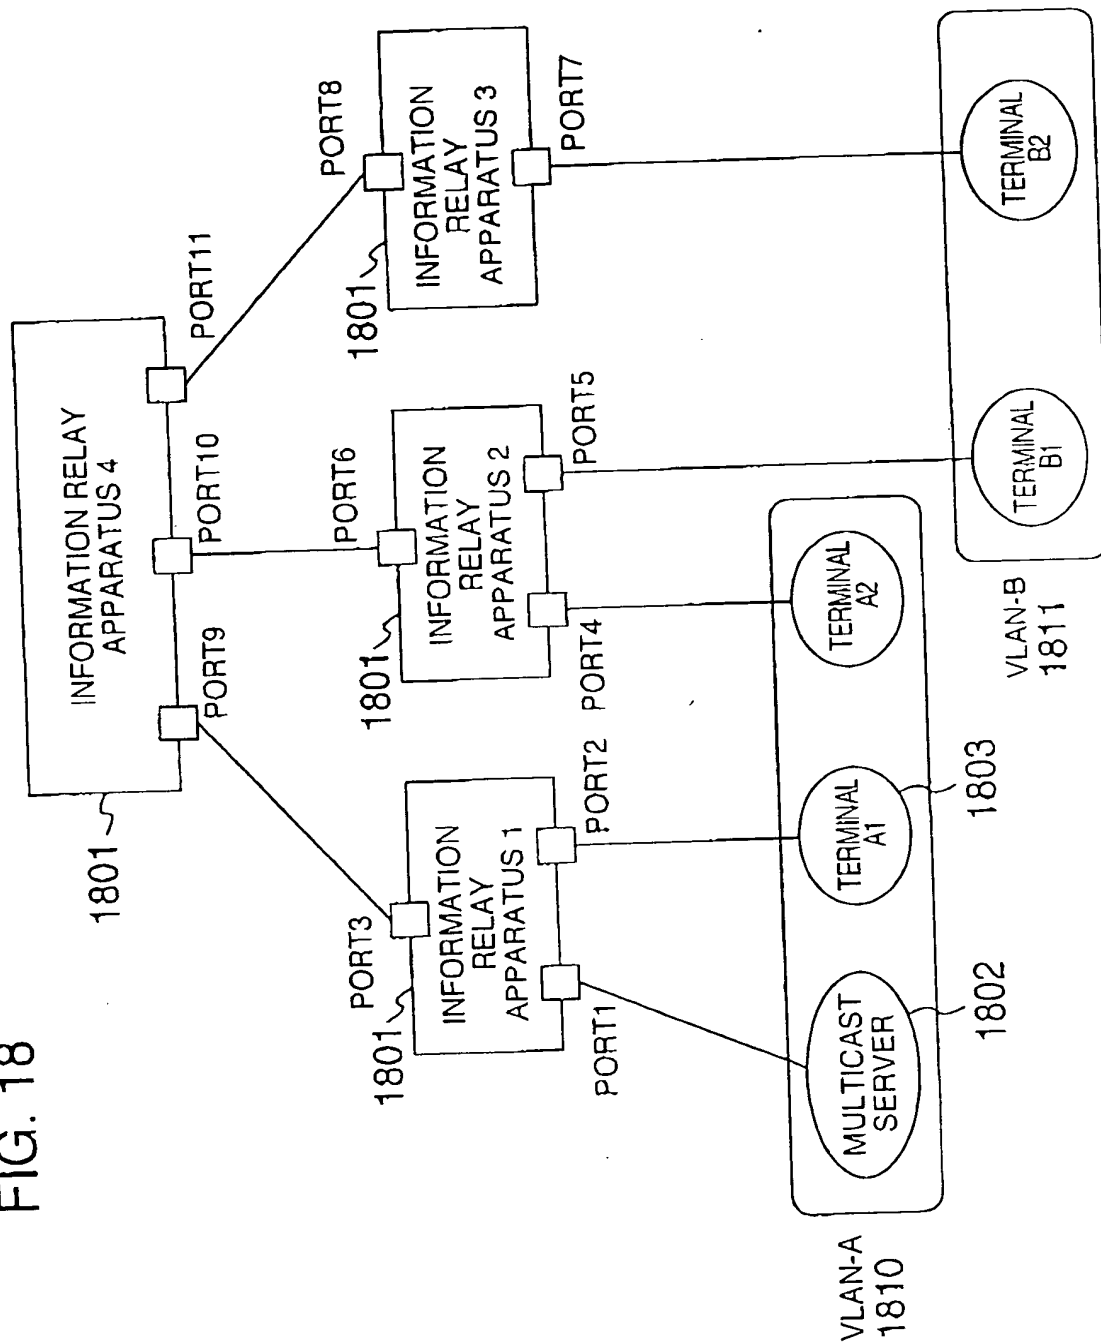 FIG. 18
INFORMATION RELAY
APPARATUS 4
1801
PORT9
PORT10
PORT11
PORT3
PORT6
PORT8
1801
INFORMATION
RELAY
APPARATUS 1
1801
INFORMATION
RELAY
APPARATUS 2
1801
INFORMATION
RELAY
APPARATUS 3
PORT1
PORT2
PORT4
PORT5
PORT7
VLAN-A
1810
MULTICAST
SERVER
TERMINAL
A1
TERMINAL
A2
1802
1803
VLAN-B
1811
TERMINAL
B1
TERMINAL
B2